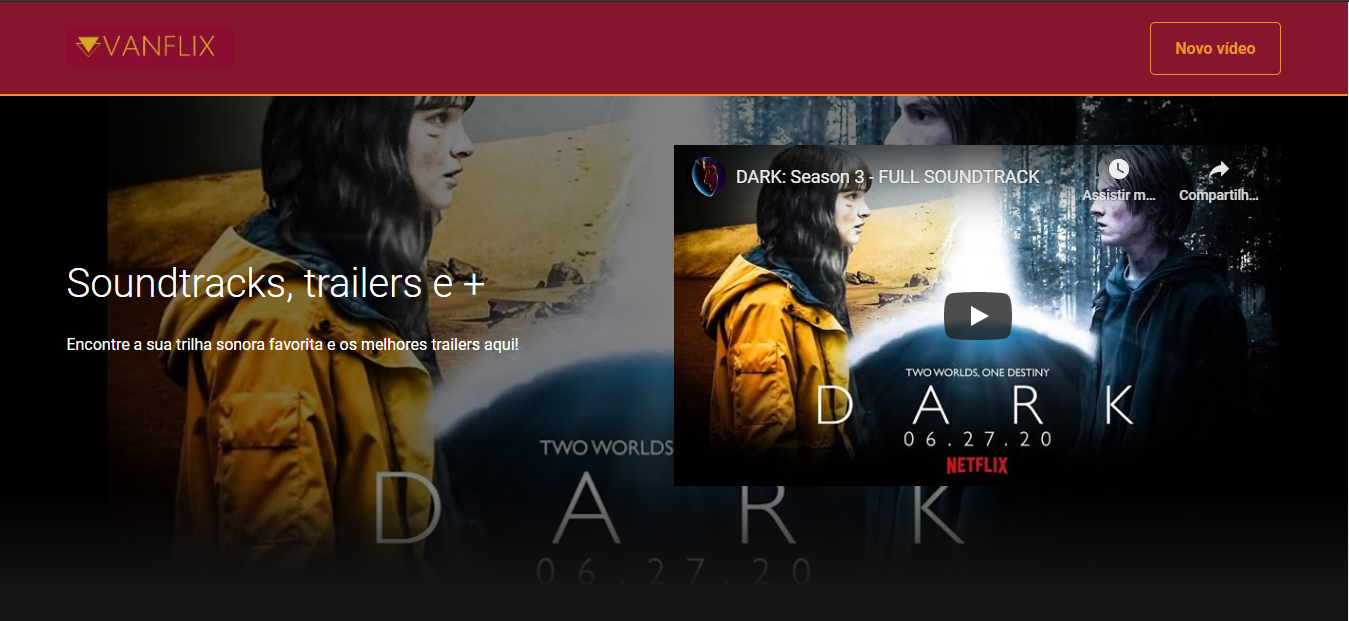 VANFLIX
Novo vídeo
DARK: Season 3 - FULL SOUNDTRACK
Assistir m...
Compartilh...
Soundtracks, trailers e +
Encontre a sua trilha sonora favorita e os melhores trailers aqui!
TWO WORLDS, ONE DESTINY
DARK
06.27.20
NETFLIX
TWO WORLDS
DARK
06.27.20